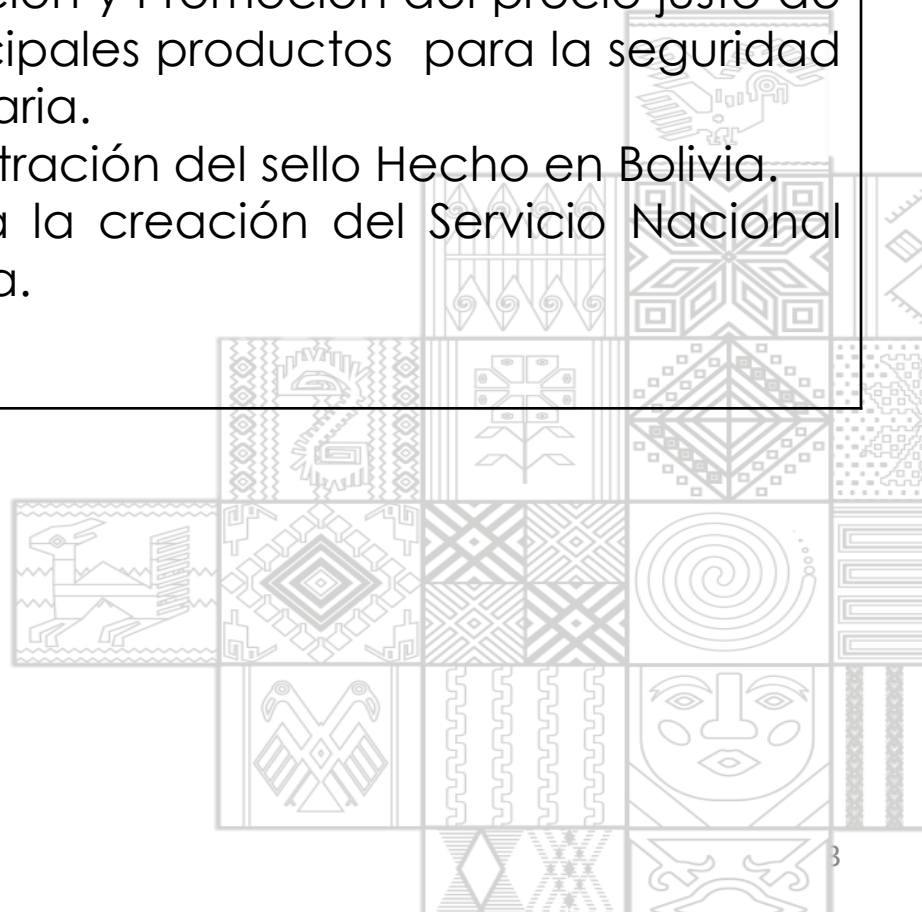 ción y Promoción del precio justo de
cipales productos para la seguridad
aria.
tración del sello Hecho en Bolivia.
a la creación del Servicio Nacional
a.
3